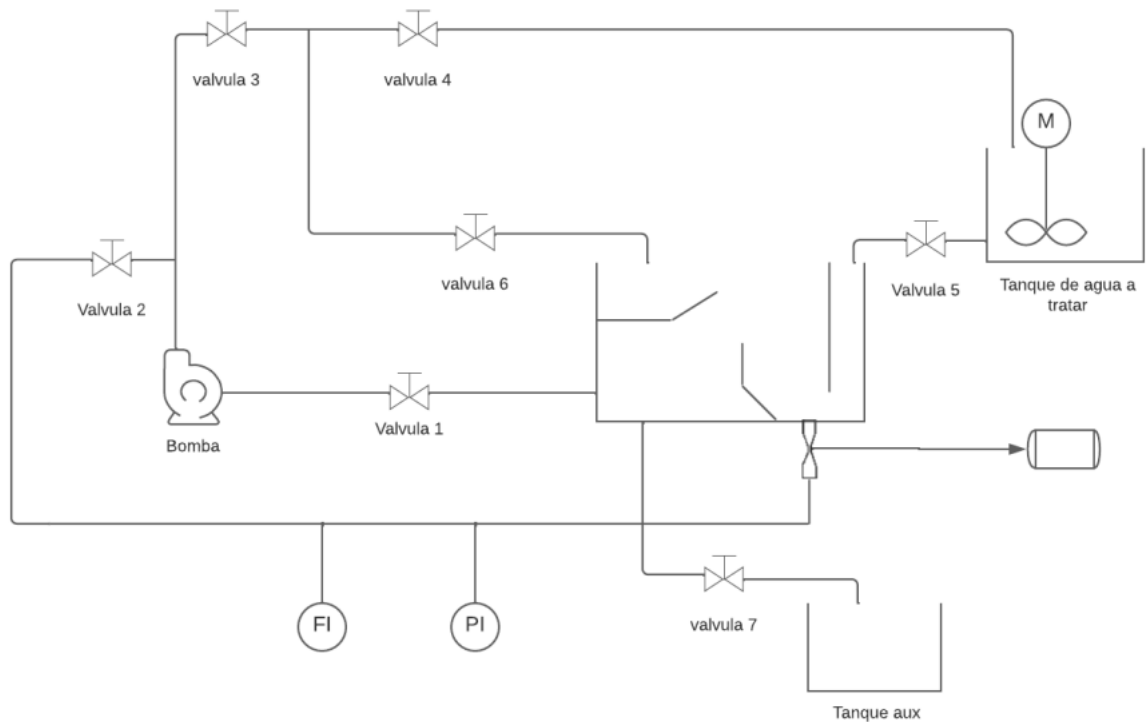 valvula 3
valvula 4
M
valvula 6
Valvula 5
Tanque de agua a
tratar
Valvula 2
Valvula 1
Bomba
FI
PI
valvula 7
Tanque aux